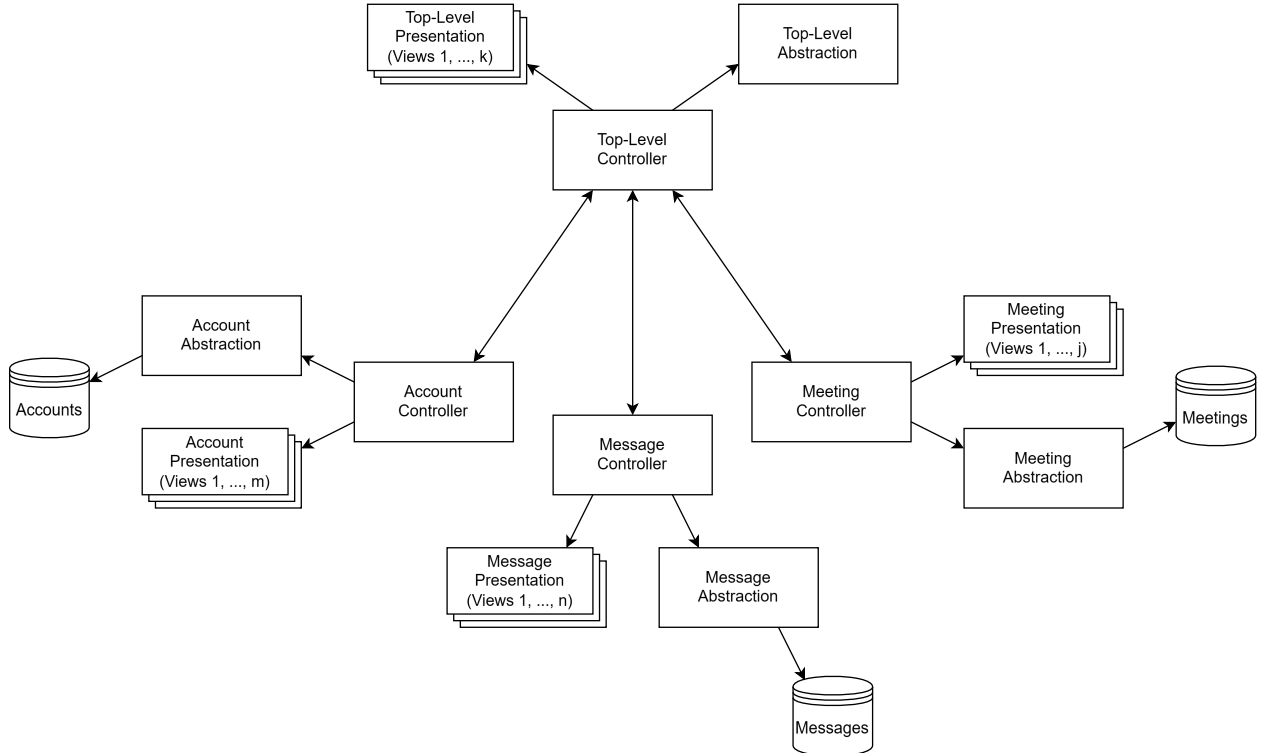 Top-Level
Presentation
(Views 1, ..., k)
Top-Level
Abstraction
Top-Level
Controller
Account
Abstraction
Accounts
Account
Presentation
(Views 1, ..., m)
Account
Controller
Message
Controller
Meeting
Controller
Meeting
Presentation
(Views 1, ..., j)
Meetings
Meeting
Abstraction
Message
Presentation
(Views 1, ..., n)
Message
Abstraction
Messages